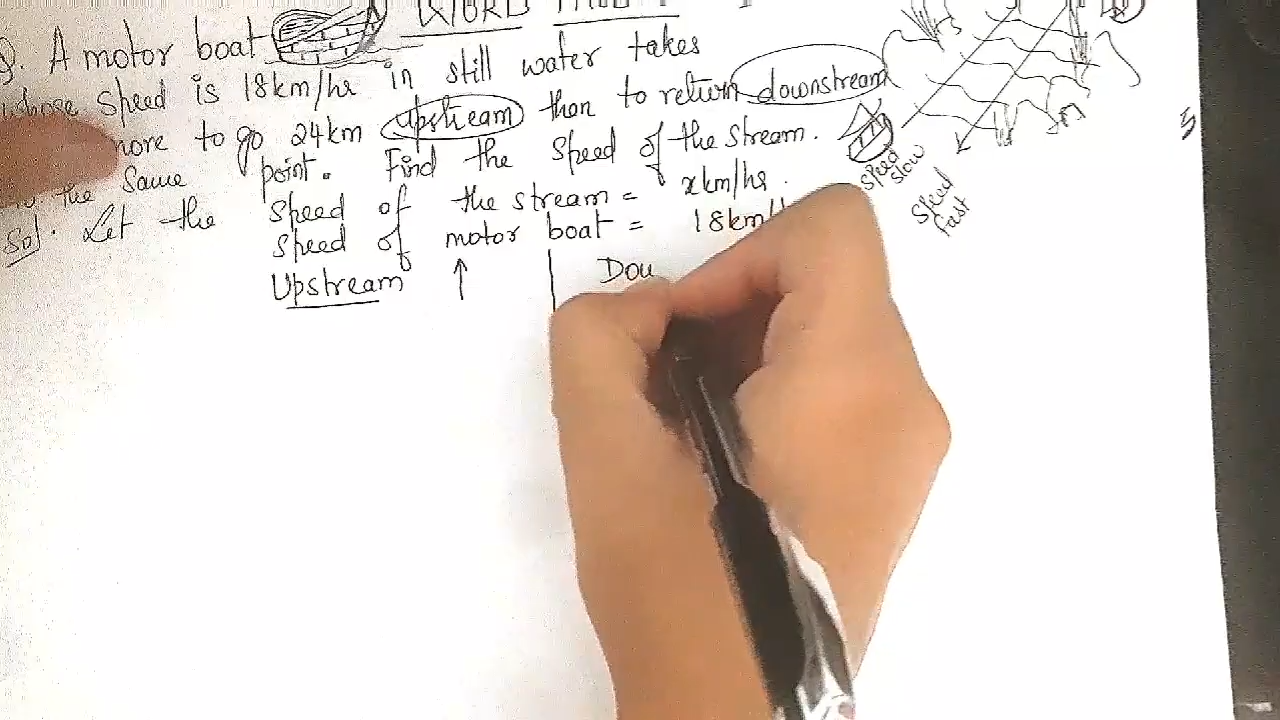 WORD
Q. A motor boat
whose speed is 18km/hr in still water takes
more to go 24km upstream than to return downstream
to the same point. Find the speed of the stream.
Sol. Let the speed of the stream = x km/hr.
speed of motor boat = 18km/
Upstream ↑ Dow
Speed slow
Speed fast
5